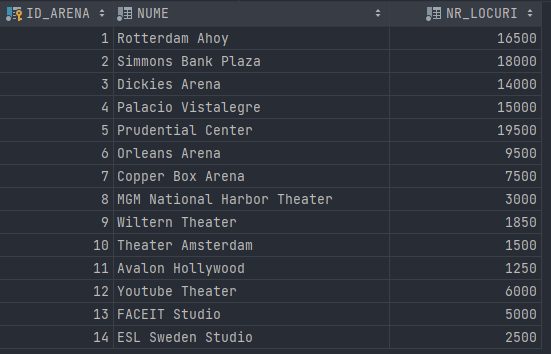 ID_ARENA NUME NR_LOCURI
1 Rotterdam Ahoy 16500
2 Simmons Bank Plaza 18000
3 Dickies Arena 14000
4 Palacio Vistalegre 15000
5 Prudential Center 19500
6 Orleans Arena 9500
7 Copper Box Arena 7500
8 MGM National Harbor Theater 3000
9 Wiltern Theater 1850
10 Theater Amsterdam 1500
11 Avalon Hollywood 1250
12 Youtube Theater 6000
13 FACEIT Studio 5000
14 ESL Sweden Studio 2500